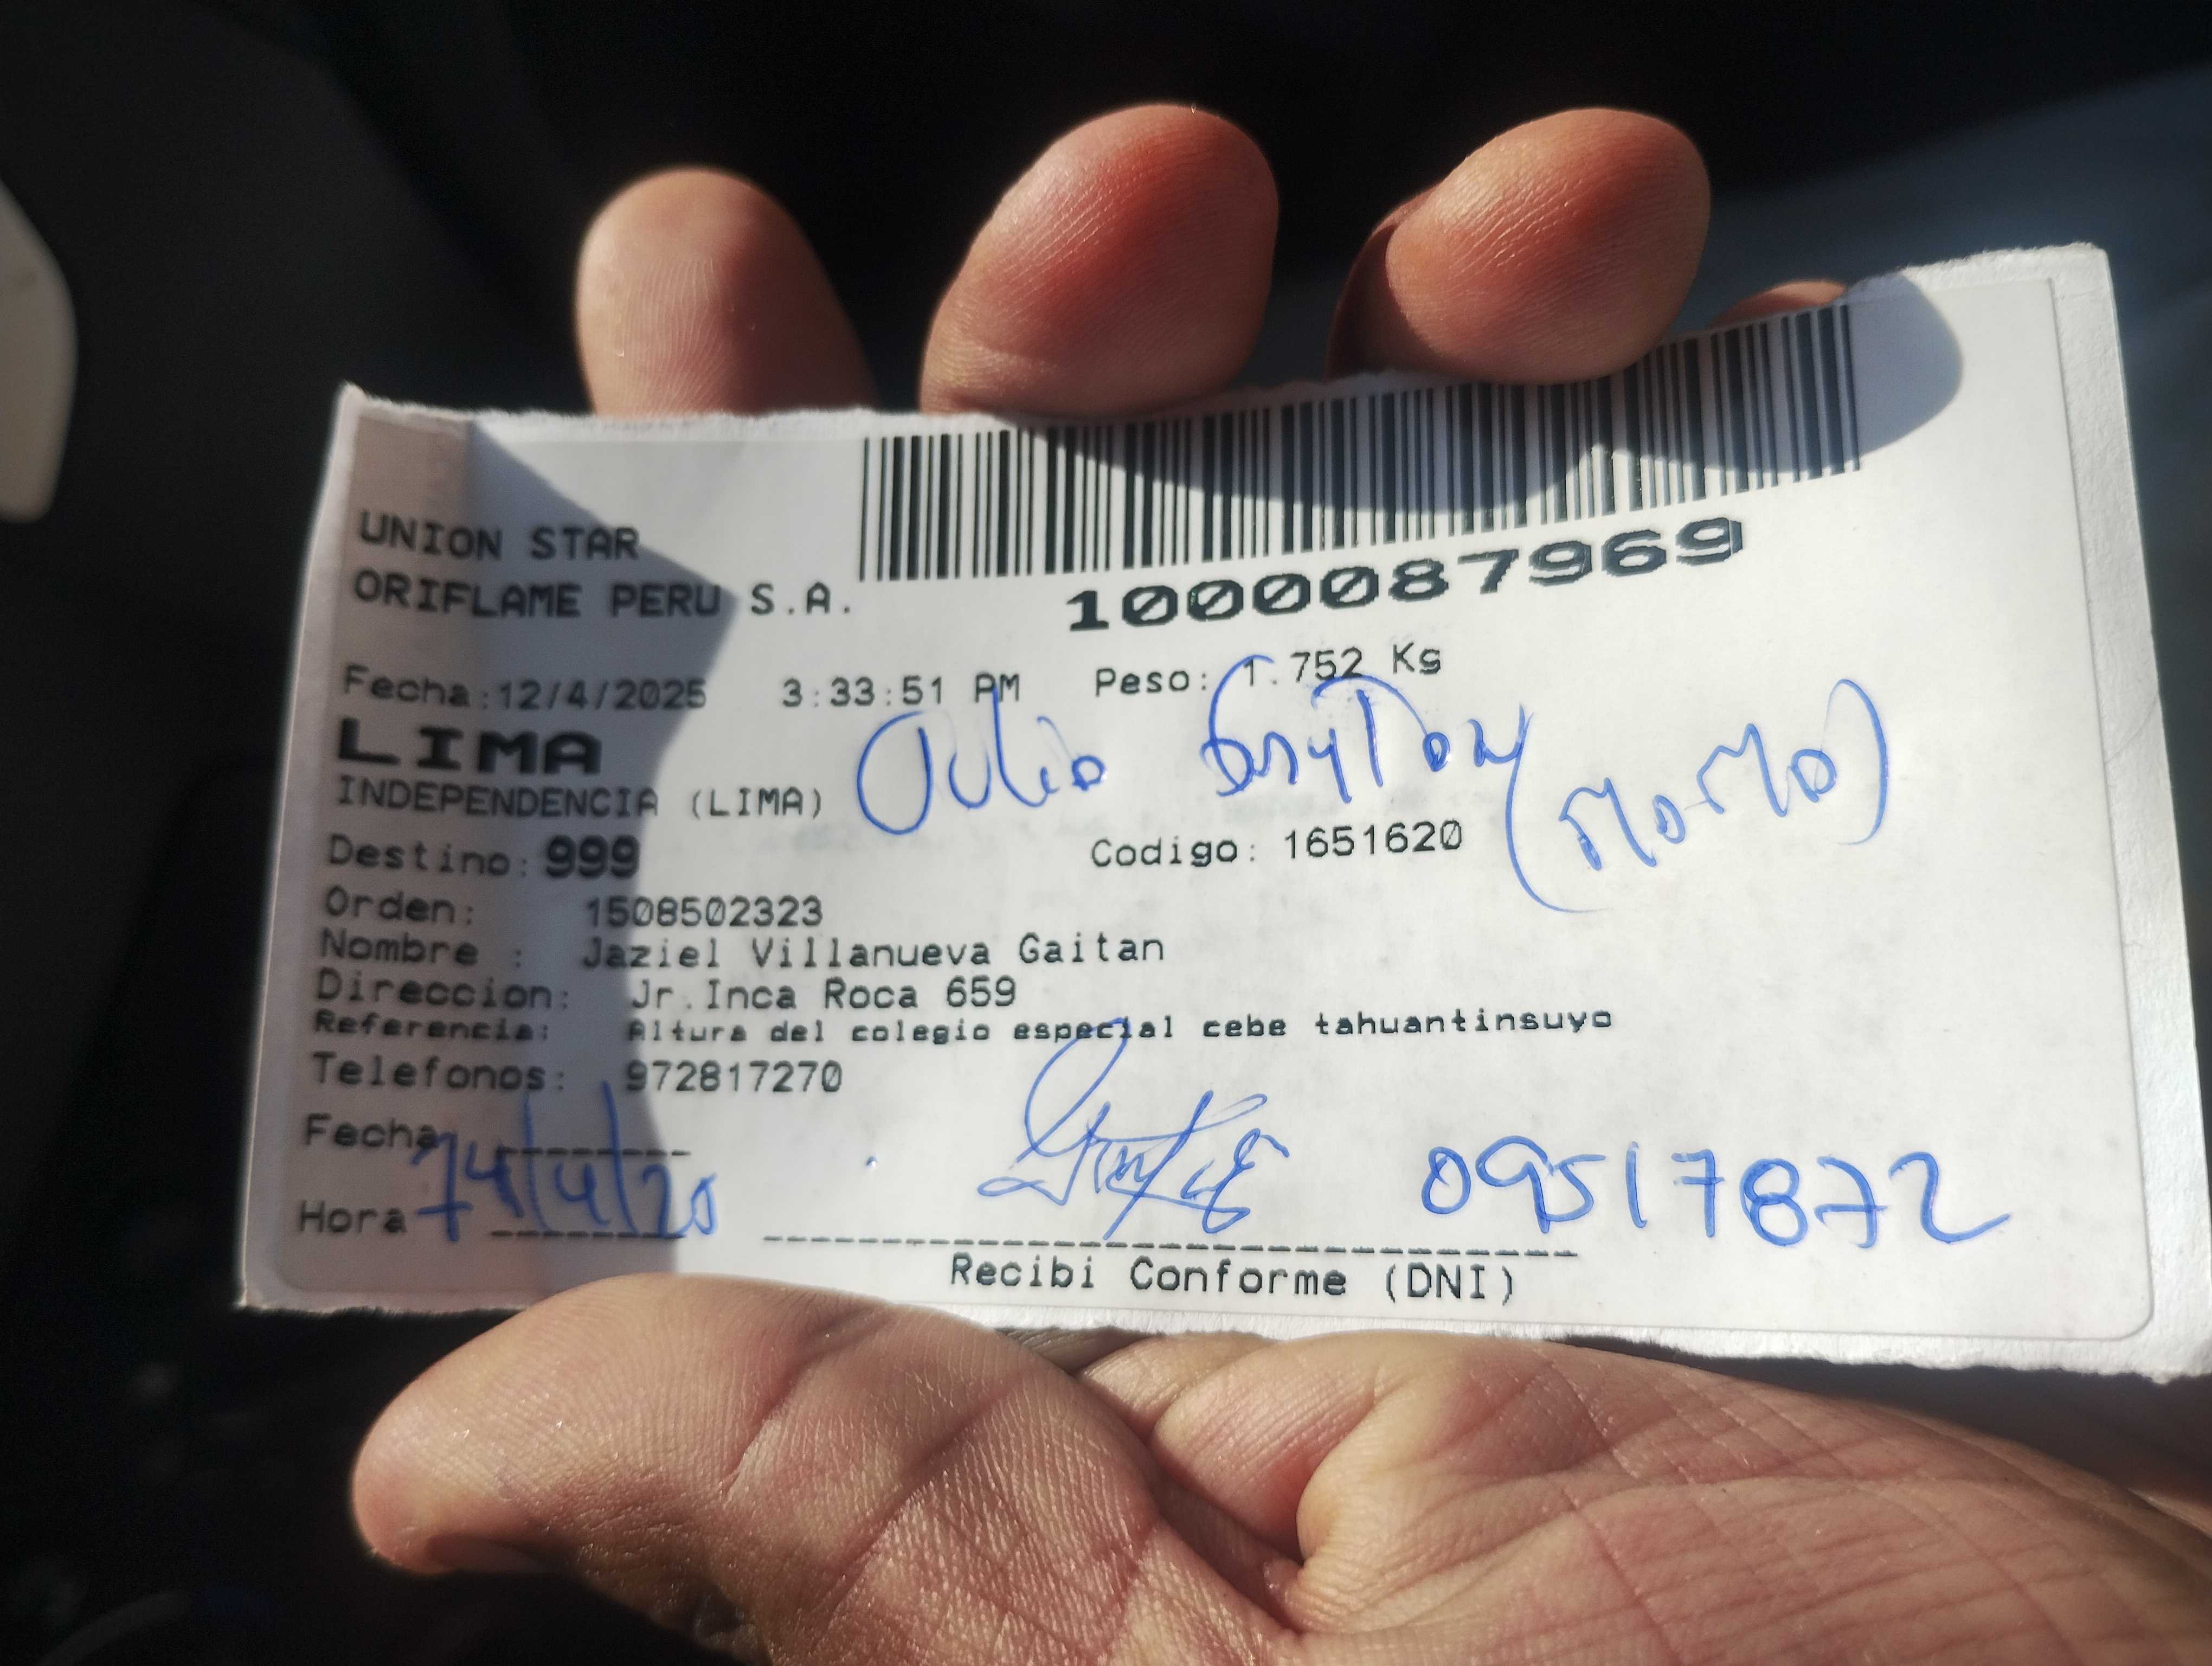 UNION STAR
ORIFLAME PERU S.A.
1000087969
Fecha:12/4/2025 3:33:51 PM Peso: 1.752 Kg
LIMA
INDEPENDENCIA (LIMA)
Julio
Destino: 999 Codigo: 1651620
Orden: 1508502323
Nombre : Jaziel Villanueva Gaitan
Direccion: Jr.Inca Roca 659
Referencia: Altura del colegio especial cebe tahuantinsuyo
Telefonos: 972817270
Fecha
14/4/20
09517872
Hora
Recibi Conforme (DNI)